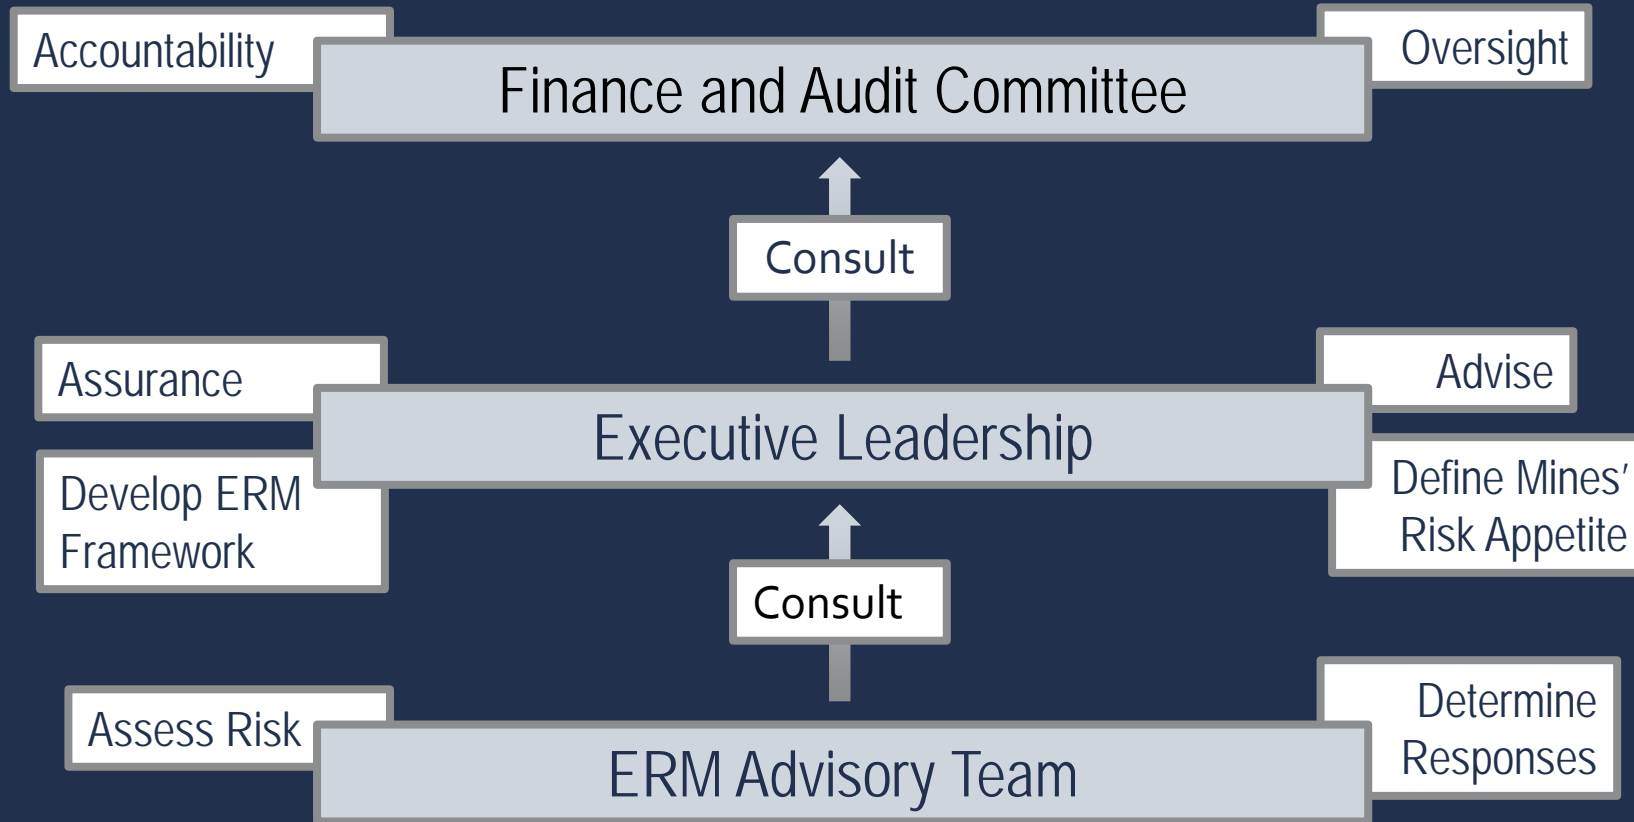 Accountability
Oversight
Finance and Audit Committee
Consult
Assurance
Advise
Executive Leadership
Develop ERM
Framework
Define Mines’
Risk Appetite
Consult
Assess Risk
Determine
Responses
ERM Advisory Team